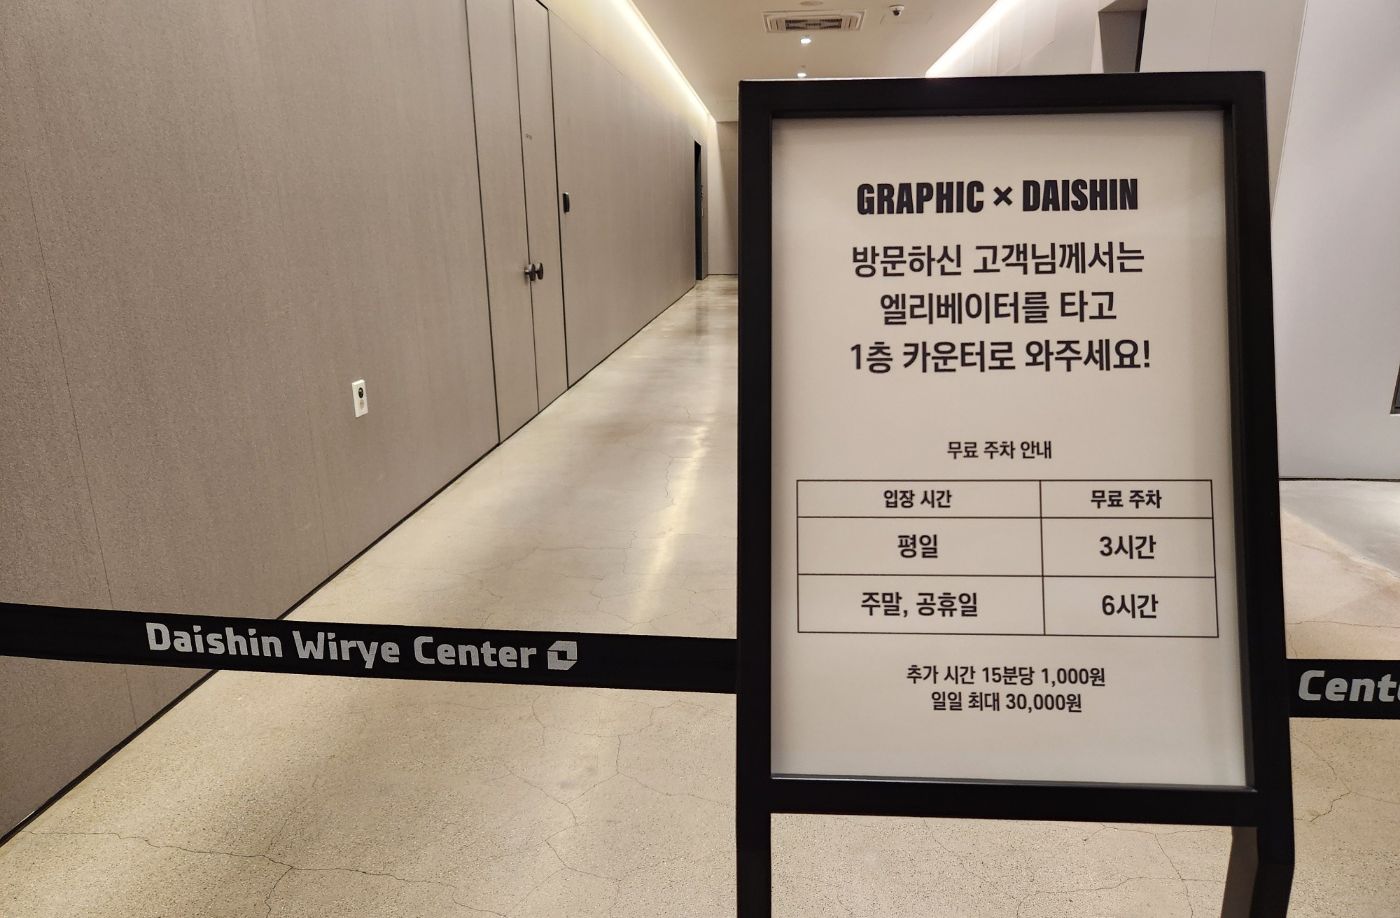 GRAPHIC × DAISHIN
방문하신 고객님께서는
엘리베이터를 타고
1층 카운터로 와주세요!
무료 주차 안내
입장 시간 무료 주차
평일 3시간
주말, 공휴일 6시간
추가 시간 15분당 1,000원
일일 최대 30,000원
Daishin Wirye Center